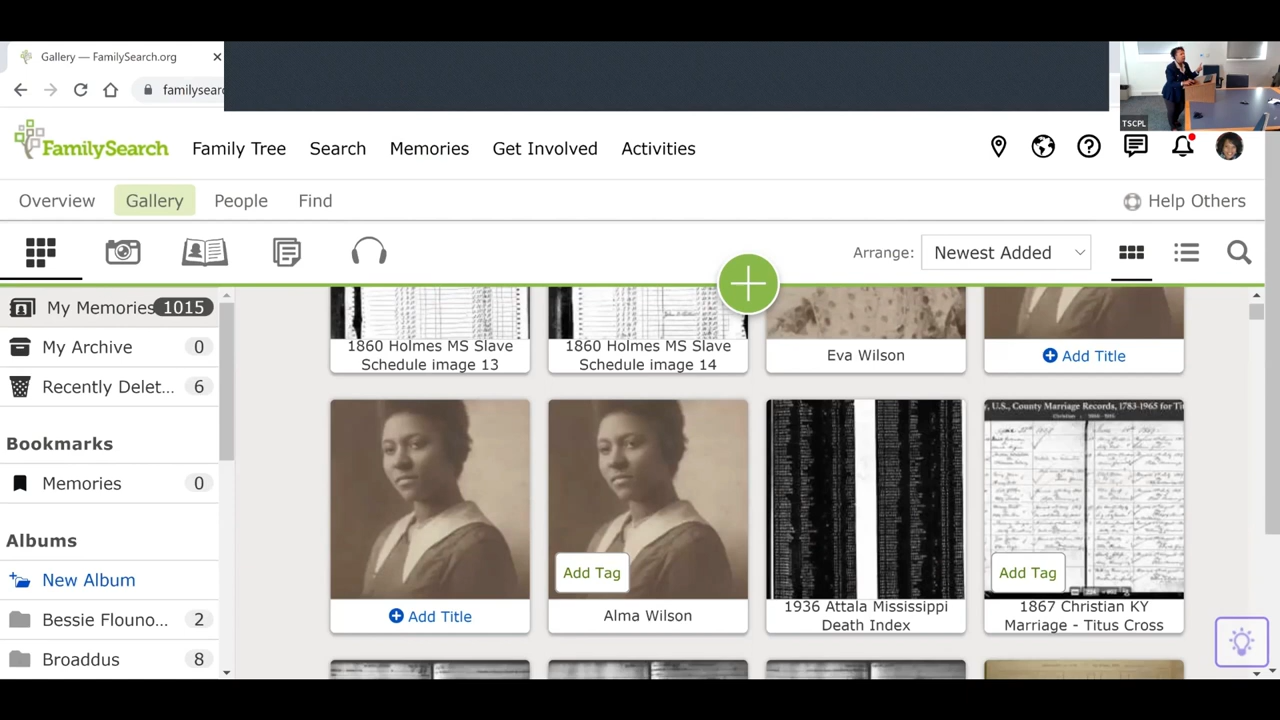 Gallery — FamilySearch.org
familysear
TSCPL
FamilySearch Family Tree Search Memories Get Involved Activities
Overview Gallery People Find Help Others
Arrange: Newest Added
My Memories 1015
My Archive 0
Recently Delet... 6
Bookmarks
Memories 0
Albums
New Album
Bessie Flouno... 2
Broaddus 8
1860 Holmes MS Slave
Schedule image 13
1860 Holmes MS Slave
Schedule image 14
Eva Wilson
Add Title
, U.S., County Marriage Records, 1783-1965 for Ti
Add Tag
Add Tag
Add Title
Alma Wilson
1936 Attala Mississippi
Death Index
1867 Christian KY
Marriage - Titus Cross